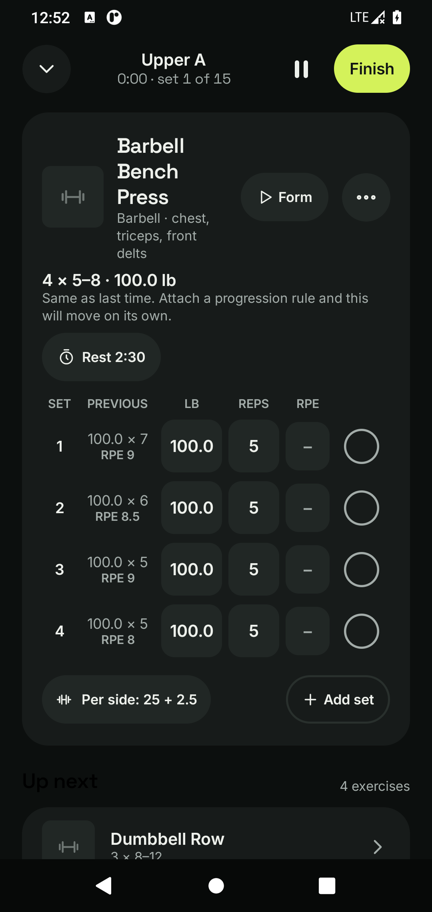 12:52
LTE
Upper A
0:00 · set 1 of 15
Finish
Barbell
Bench
Press
Barbell · chest,
triceps, front
delts
Form
4 × 5–8 · 100.0 lb
Same as last time. Attach a progression rule and this
will move on its own.
Rest 2:30
SET PREVIOUS LB REPS RPE
1 100.0 × 7 RPE 9 100.0 5 –
2 100.0 × 6 RPE 8.5 100.0 5 –
3 100.0 × 5 RPE 9 100.0 5 –
4 100.0 × 5 RPE 8 100.0 5 –
Per side: 25 + 2.5
Add set
Up next
4 exercises
Dumbbell Row
3 × 8–12